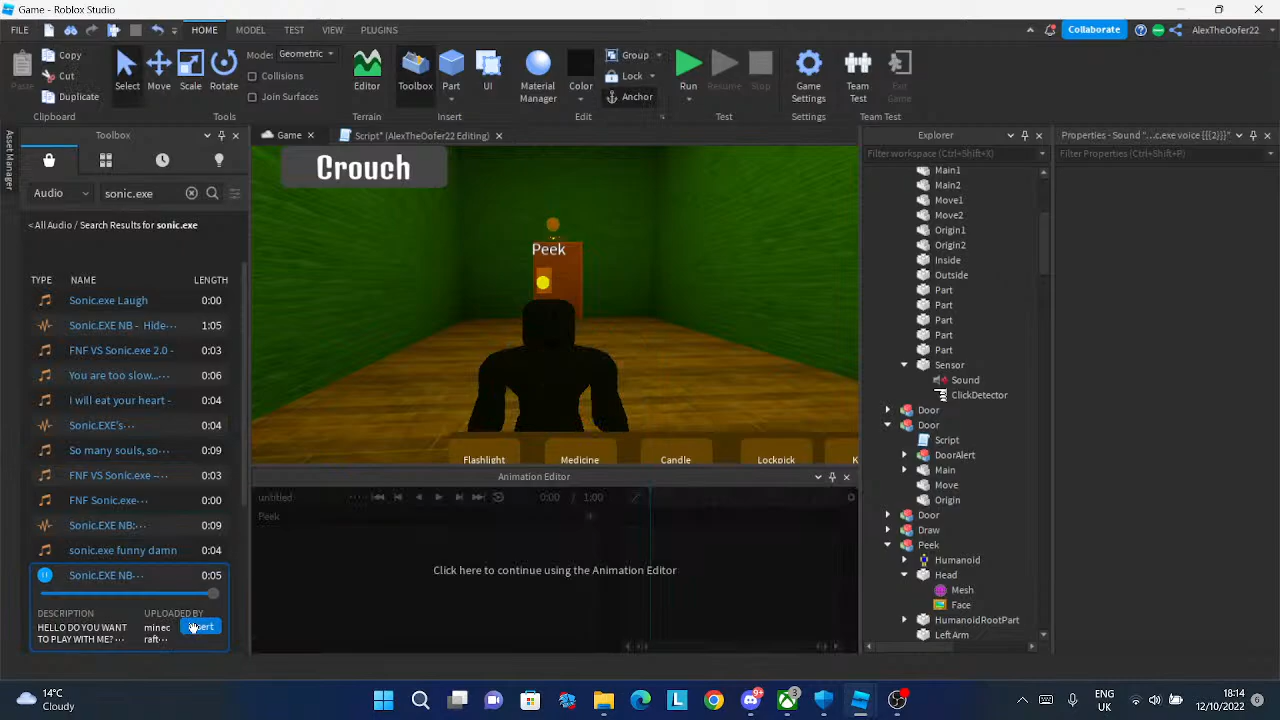 Game - Roblox Studio
FILE HOME MODEL TEST VIEW PLUGINS Collaborate AlexTheOofer22
Paste Copy Cut Duplicate Clipboard
Select Move Scale Rotate Mode: Geometric Collisions Join Surfaces Tools
Editor Terrain
Toolbox Part UI Insert
Material Manager Color Group Lock Anchor Edit
Run Resume Stop Test
Game Settings Team Test Exit Game Team Test
Asset Manager
Toolbox
Audio sonic.exe
< All Audio / Search Results for sonic.exe
TYPE NAME LENGTH
Sonic.exe Laugh 0:00
Sonic.EXE NB - Hide··· 1:05
FNF VS Sonic.exe 2.0 - 0:03
You are too slow...··· 0:06
I will eat your heart - 0:04
Sonic.EXE's··· 0:04
So many souls, so··· 0:09
FNF VS Sonic.exe –·· 0:03
FNF Sonic.exe··· 0:00
Sonic.EXE NB:··· 0:09
sonic.exe funny damn 0:04
Sonic.EXE NB-·· 0:05
DESCRIPTION UPLOADED BY
HELLO DO YOU WANT minec
TO PLAY WITH ME?··· raft···
Game Script* (AlexTheOofer22 Editing)
Crouch
Peek
Flashlight Medicine Candle Lockpick K
Animation Editor
untitled 0:00 / 1:00
Peek
Click here to continue using the Animation Editor
Explorer
Filter workspace (Ctrl+Shift+X)
Main1
Main2
Move1
Move2
Origin1
Origin2
Inside
Outside
Part
Part
Part
Part
Part
Sensor
Sound
ClickDetector
Door
Door
Script
DoorAlert
Main
Move
Origin
Door
Draw
Peek
Humanoid
Head
Mesh
Face
HumanoidRootPart
LeftArm
Properties - Sound "...c.exe voice {{{2}}}"
Filter Properties (Ctrl+Shift+P)
14°C
Cloudy
9+
3
ENG
UK
18:14
12/10/2022
6